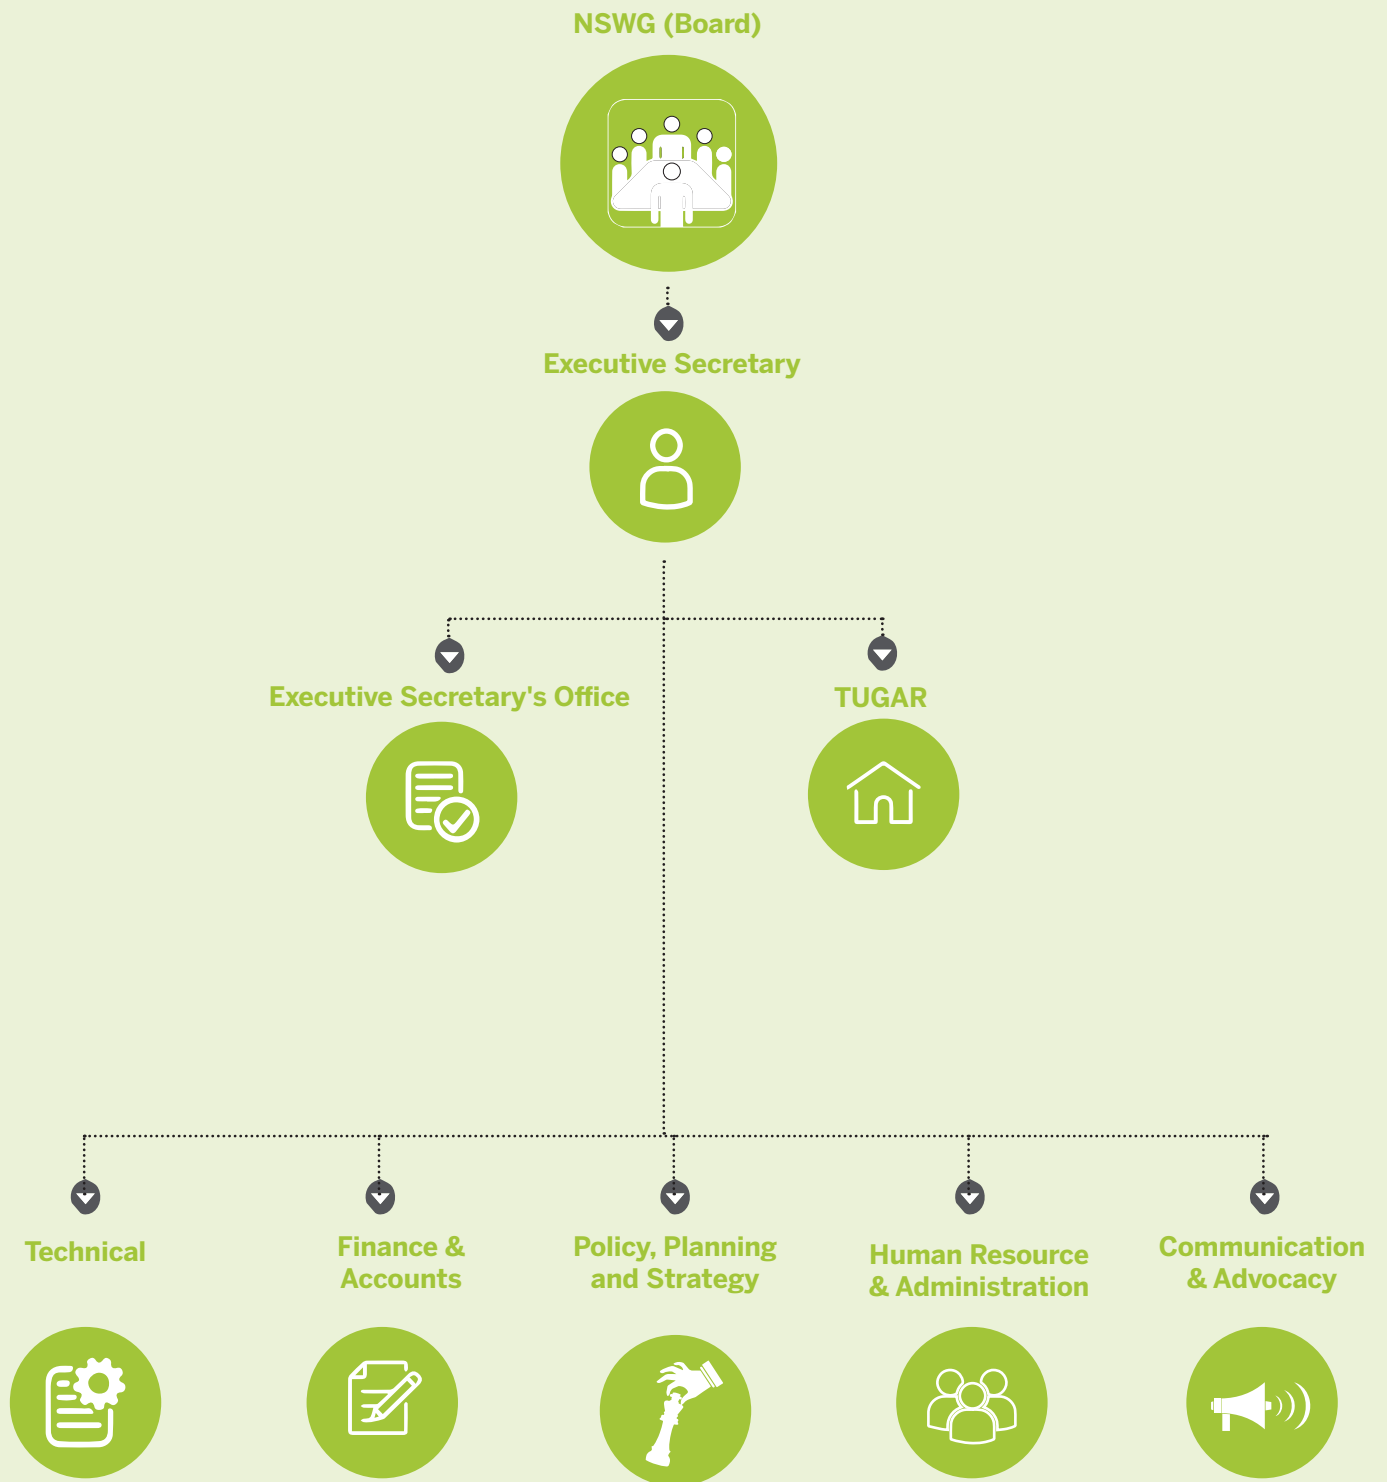 NSWG (Board)
Executive Secretary
Executive Secretary's Office
TUGAR
Technical
Finance &
Accounts
Policy, Planning
and Strategy
Human Resource
& Administration
Communication
& Advocacy